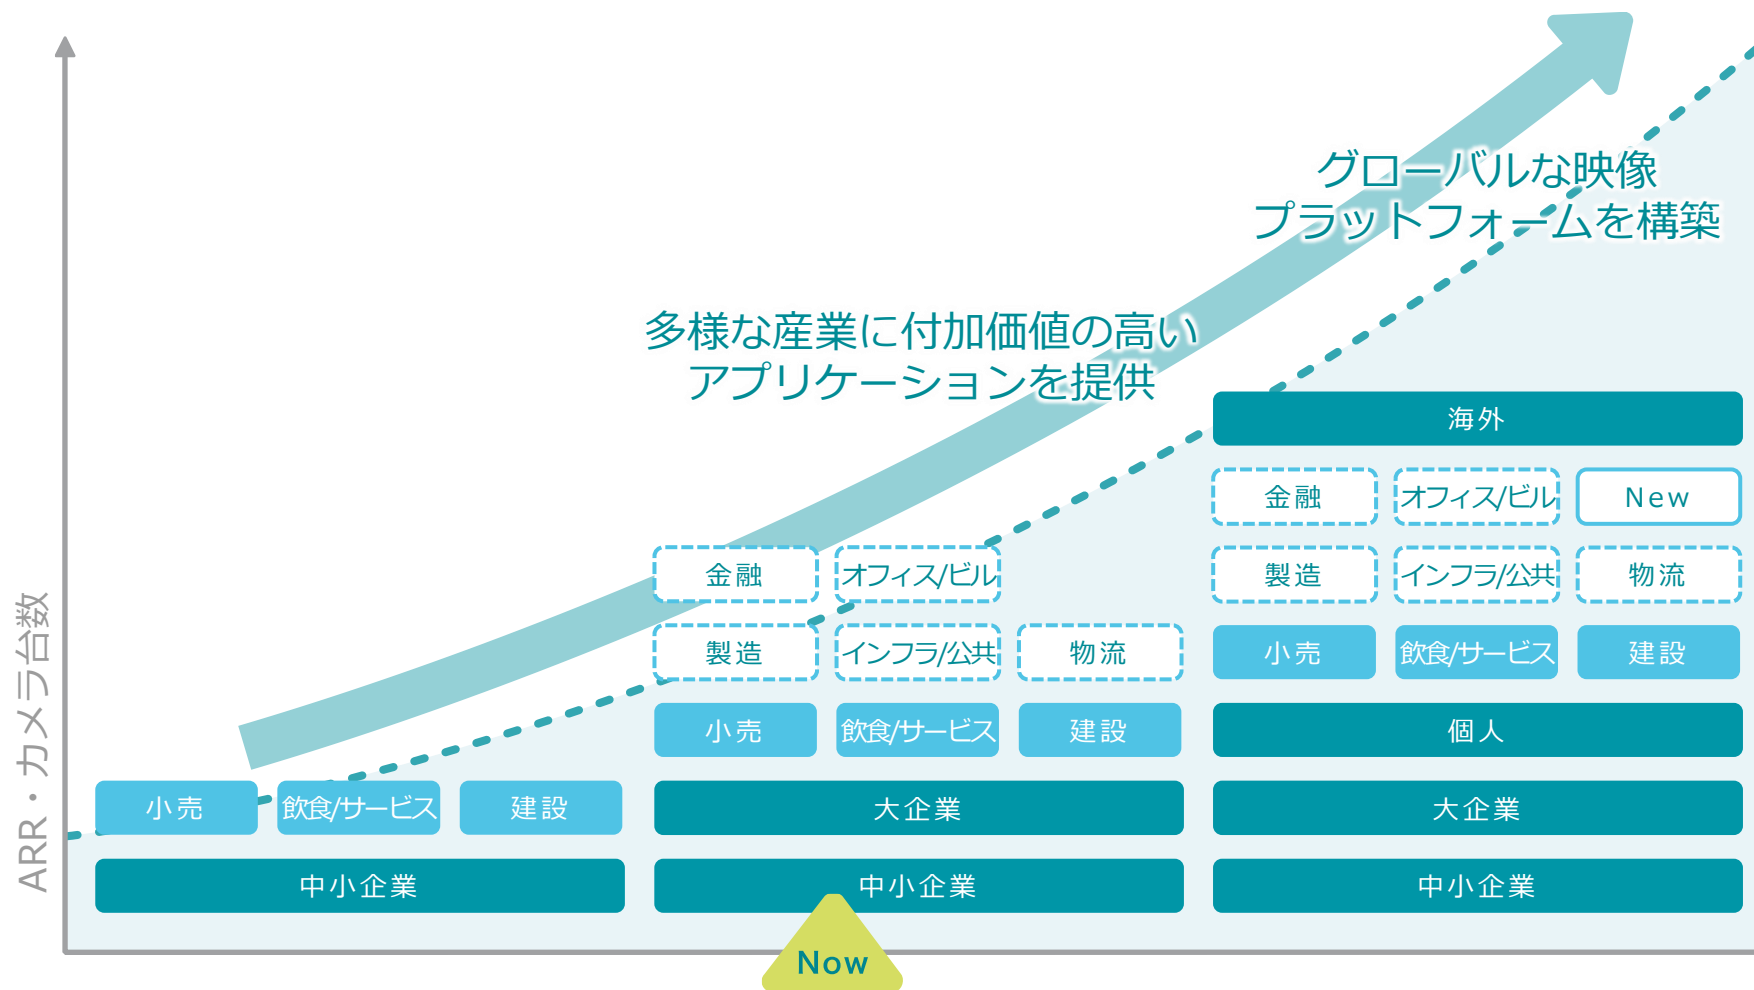 グローバルな映像
プラットフォームを構築
多様な産業に付加価値の高い
アプリケーションを提供
ARR・カメラ台数
小売
飲食/サービス
建設
中小企業
金融
オフィス/ビル
製造
インフラ/公共
物流
小売
飲食/サービス
建設
大企業
中小企業
海外
金融
オフィス/ビル
New
製造
インフラ/公共
物流
小売
飲食/サービス
建設
個人
大企業
中小企業
Now